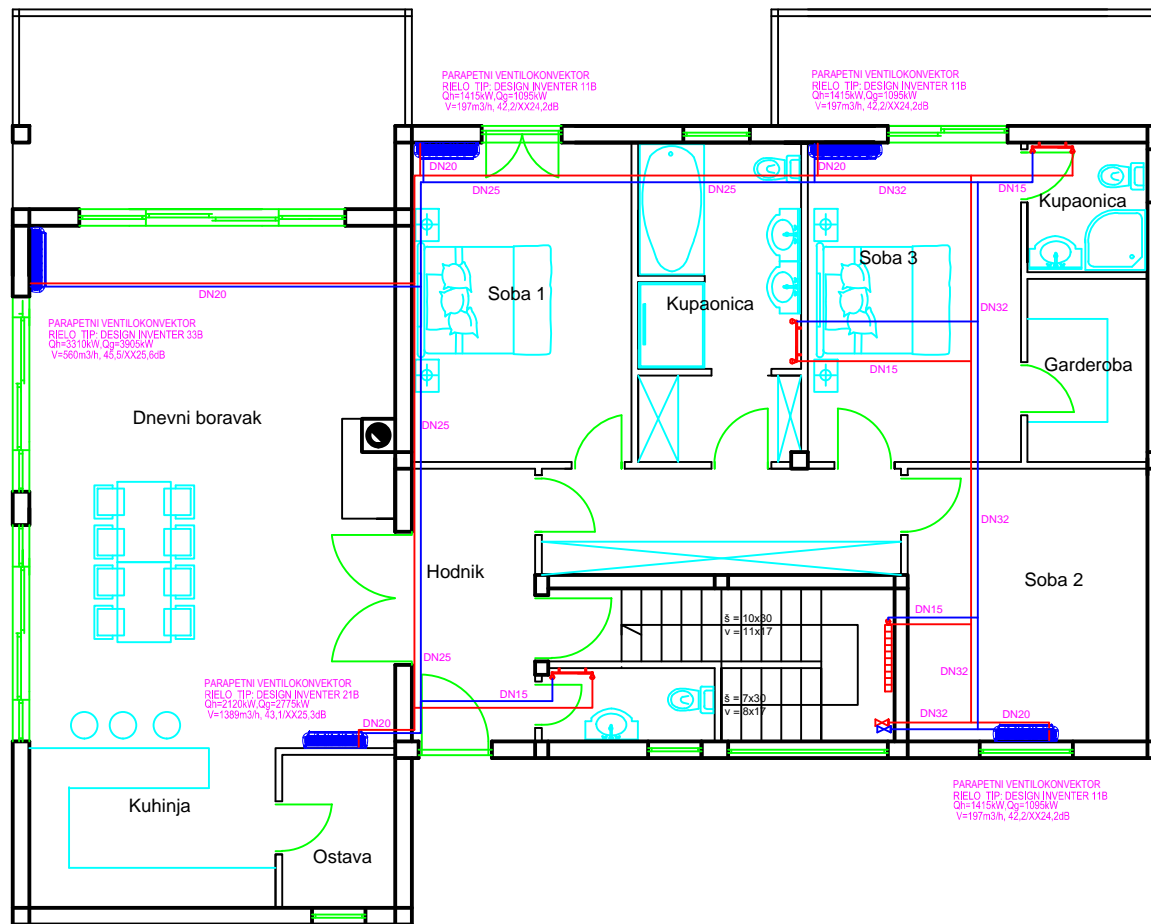 PARAPETNI VENTILOKONVEKTOR
RIELO TIP: DESIGN INVENTER 11B
Qh=1415kW,Qg=1095kW
V=197m3/h, 42,2/XX24,2dB
PARAPETNI VENTILOKONVEKTOR
RIELO TIP: DESIGN INVENTER 11B
Qh=1415kW,Qg=1095kW
V=197m3/h, 42,2/XX24,2dB
DN20
DN20
DN25
DN25
DN32
DN15
Kupaonica
Soba 3
Soba 1
Kupaonica
DN20
DN32
PARAPETNI VENTILOKONVEKTOR
RIELO TIP: DESIGN INVENTER 33B
Qh=3310kW,Qg=3905kW
V=560m3/h, 45,5/XX25,6dB
DN15
Garderoba
Dnevni boravak
DN25
DN32
Hodnik
Soba 2
š = 10x30
v = 11x17
DN15
DN25
DN32
PARAPETNI VENTILOKONVEKTOR
RIELO TIP: DESIGN INVENTER 21B
Qh=2120kW,Qg=2775kW
V=1389m3/h, 43,1/XX25,3dB
DN15
š = 7x30
v = 8x17
DN20
DN32
DN20
PARAPETNI VENTILOKONVEKTOR
RIELO TIP: DESIGN INVENTER 11B
Qh=1415kW,Qg=1095kW
V=197m3/h, 42,2/XX24,2dB
Kuhinja
Ostava